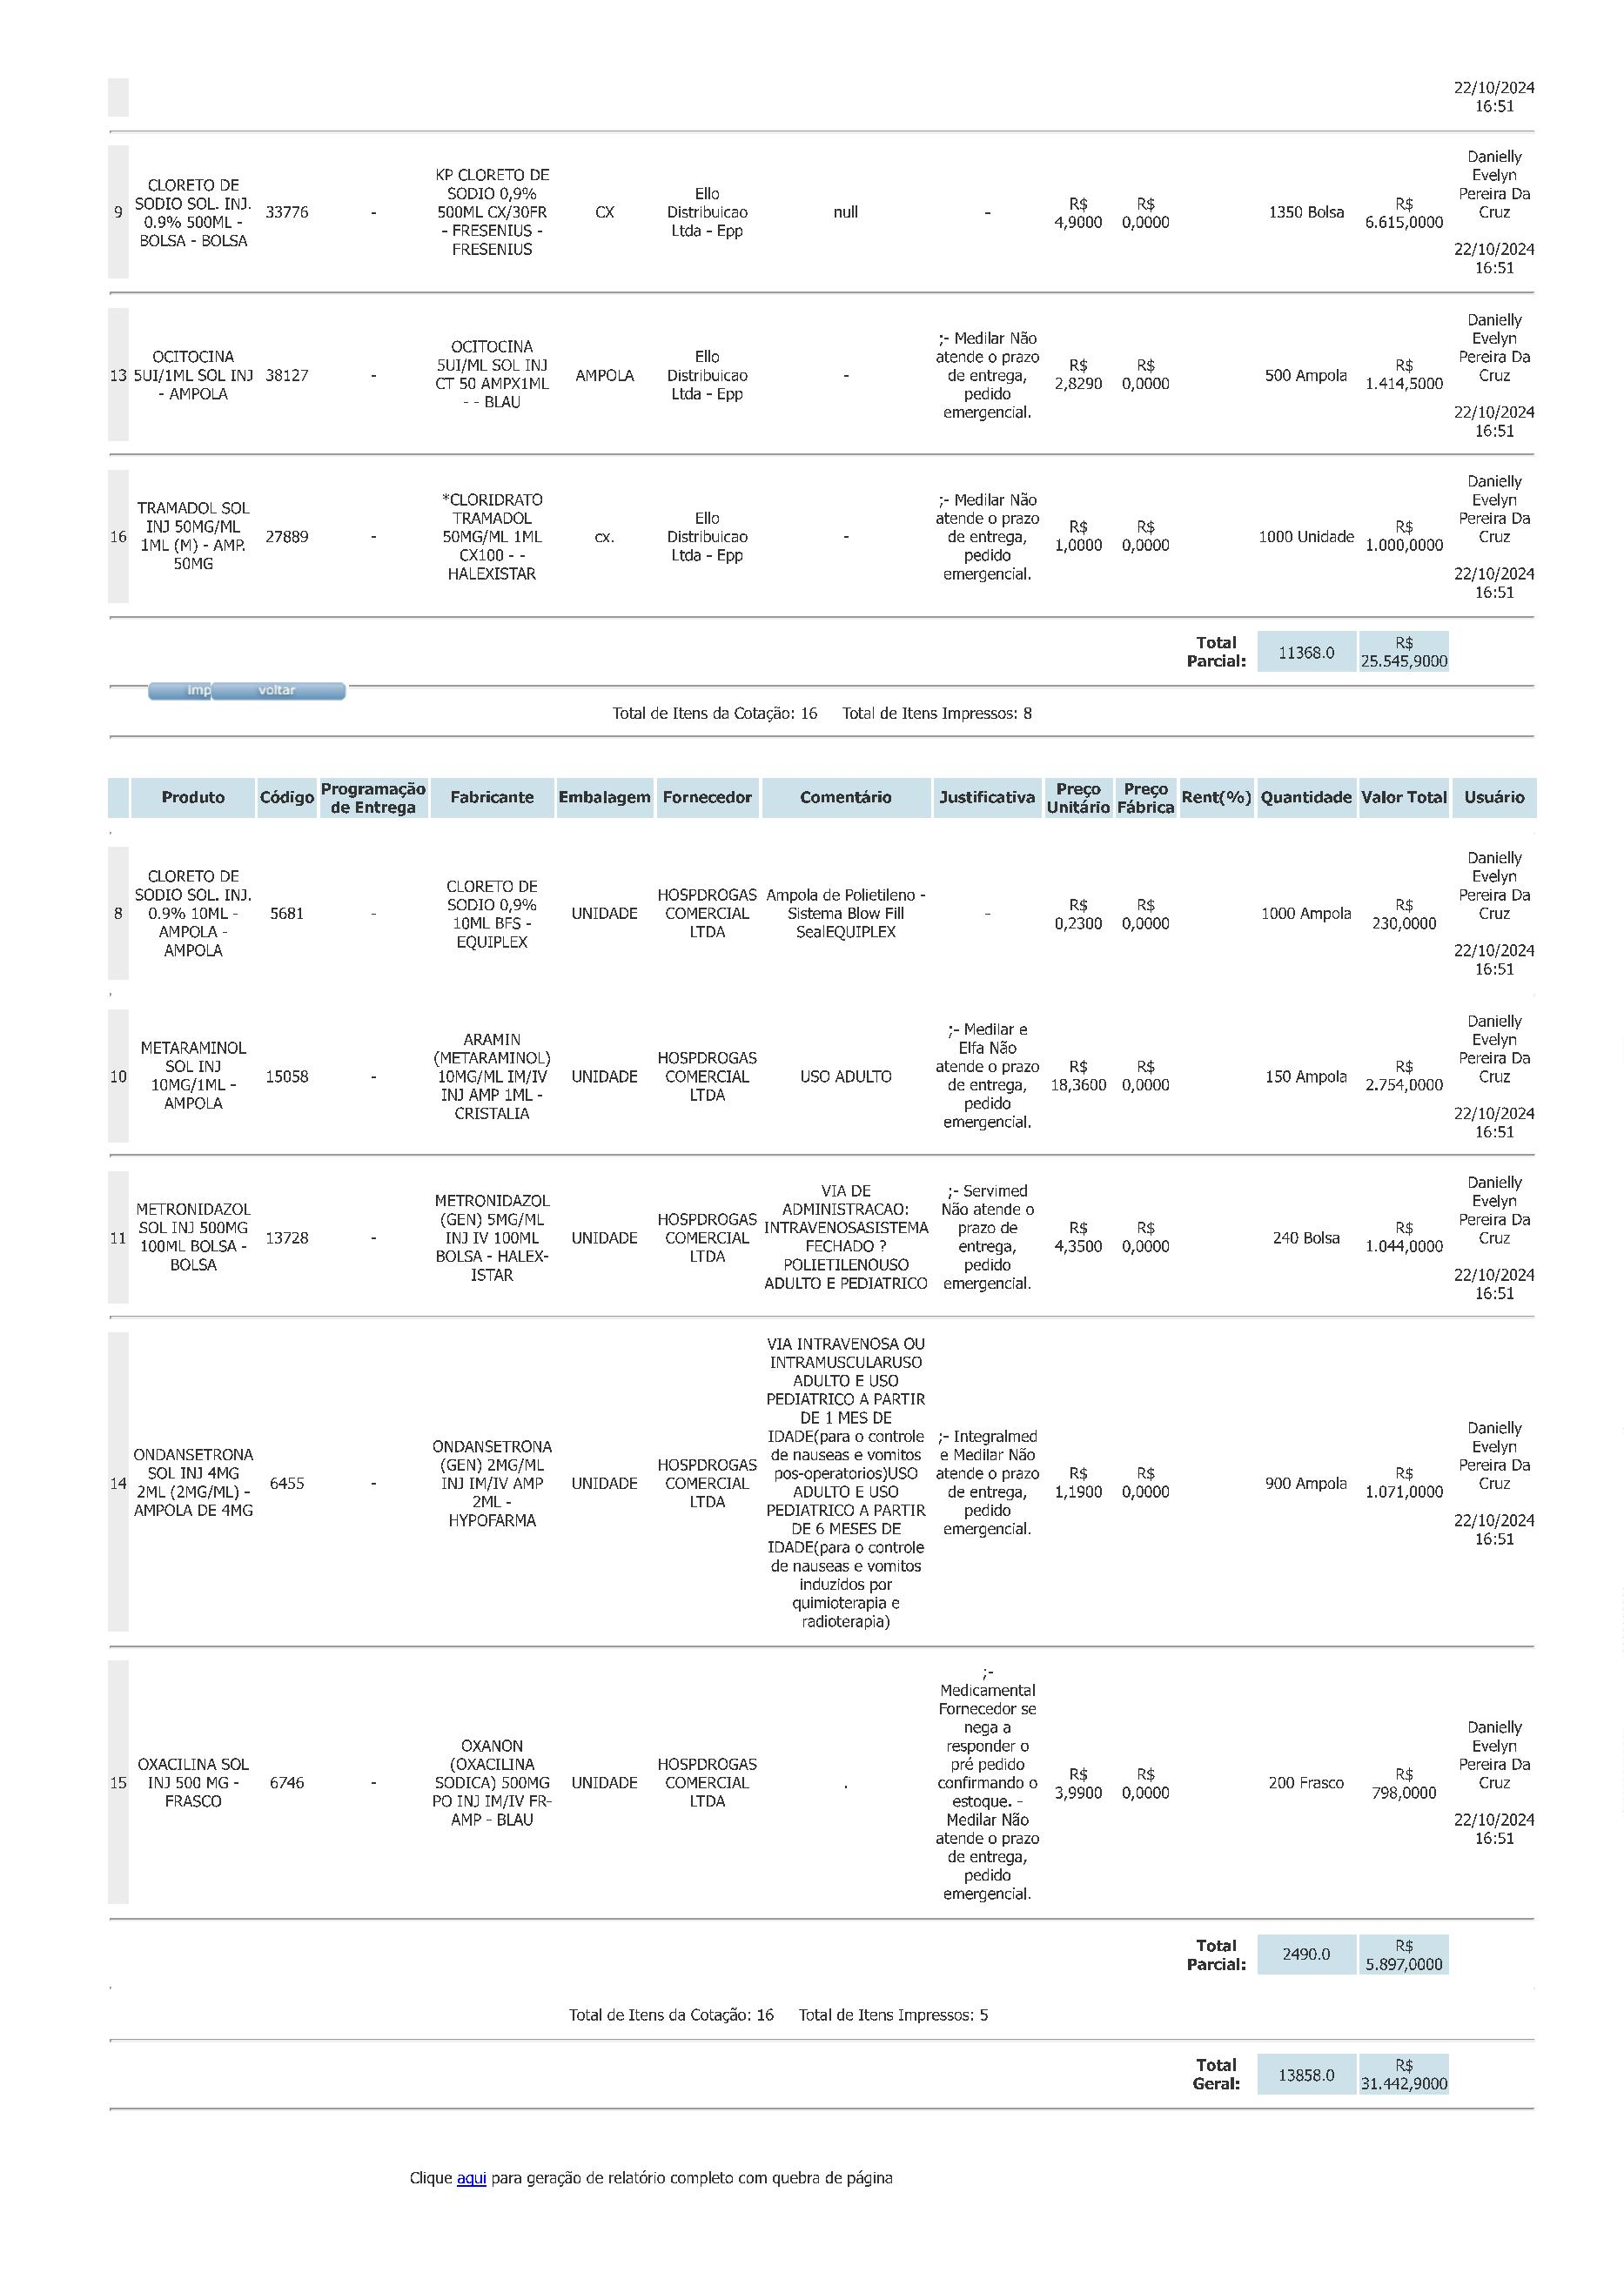 22/10/2024
16:51
9
CLORETO DE
SODIO SOL. INJ.
0.9% 500ML -
BOLSA - BOLSA
33776
-
KP CLORETO DE
SODIO 0,9%
500ML CX/30FR
- FRESENIUS -
FRESENIUS
CX
Ello
Distribuicao
Ltda - Epp
null
-
R$
4,9000
R$
0,0000
1350 Bolsa
R$
6.615,0000
Danielly
Evelyn
Pereira Da
Cruz
22/10/2024
16:51
13
OCITOCINA
5UI/1ML SOL INJ
- AMPOLA
38127
-
OCITOCINA
5UI/ML SOL INJ
CT 50 AMPX1ML
- - BLAU
AMPOLA
Ello
Distribuicao
Ltda - Epp
-
;- Medilar Não
atende o prazo
de entrega,
pedido
emergencial.
R$
2,8290
R$
0,0000
500 Ampola
R$
1.414,5000
Danielly
Evelyn
Pereira Da
Cruz
22/10/2024
16:51
16
TRAMADOL SOL
INJ 50MG/ML
1ML (M) - AMP.
50MG
27889
-
*CLORIDRATO
TRAMADOL
50MG/ML 1ML
CX100 - -
HALEXISTAR
cx.
Ello
Distribuicao
Ltda - Epp
-
;- Medilar Não
atende o prazo
de entrega,
pedido
emergencial.
R$
1,0000
R$
0,0000
1000 Unidade
R$
1.000,0000
Danielly
Evelyn
Pereira Da
Cruz
22/10/2024
16:51
Total
Parcial:
11368.0
R$
25.545,9000
imp
voltar
Total de Itens da Cotação: 16 Total de Itens Impressos: 8
Produto
Código
Programação
de Entrega
Fabricante
Embalagem
Fornecedor
Comentário
Justificativa
Preço
Unitário
Preço
Fábrica
Rent(%)
Quantidade
Valor Total
Usuário
8
CLORETO DE
SODIO SOL. INJ.
0.9% 10ML -
AMPOLA -
AMPOLA
5681
-
CLORETO DE
SODIO 0,9%
10ML BFS -
EQUIPLEX
UNIDADE
HOSPDROGAS
COMERCIAL
LTDA
Ampola de Polietileno -
Sistema Blow Fill
SealEQUIPLEX
-
R$
0,2300
R$
0,0000
1000 Ampola
R$
230,0000
Danielly
Evelyn
Pereira Da
Cruz
22/10/2024
16:51
10
METARAMINOL
SOL INJ
10MG/1ML -
AMPOLA
15058
-
ARAMIN
(METARAMINOL)
10MG/ML IM/IV
INJ AMP 1ML -
CRISTALIA
UNIDADE
HOSPDROGAS
COMERCIAL
LTDA
USO ADULTO
;- Medilar e
Elfa Não
atende o prazo
de entrega,
pedido
emergencial.
R$
18,3600
R$
0,0000
150 Ampola
R$
2.754,0000
Danielly
Evelyn
Pereira Da
Cruz
22/10/2024
16:51
11
METRONIDAZOL
SOL INJ 500MG
100ML BOLSA -
BOLSA
13728
-
METRONIDAZOL
(GEN) 5MG/ML
INJ IV 100ML
BOLSA - HALEX-
ISTAR
UNIDADE
HOSPDROGAS
COMERCIAL
LTDA
VIA DE
ADMINISTRACAO:
INTRAVENOSASISTEMA
FECHADO ?
POLIETILENOUSO
ADULTO E PEDIATRICO
;- Servimed
Não atende o
prazo de
entrega,
pedido
emergencial.
R$
4,3500
R$
0,0000
240 Bolsa
R$
1.044,0000
Danielly
Evelyn
Pereira Da
Cruz
22/10/2024
16:51
14
ONDANSETRONA
SOL INJ 4MG
2ML (2MG/ML) -
AMPOLA DE 4MG
6455
-
ONDANSETRONA
(GEN) 2MG/ML
INJ IM/IV AMP
2ML -
HYPOFARMA
UNIDADE
HOSPDROGAS
COMERCIAL
LTDA
VIA INTRAVENOSA OU
INTRAMUSCULARUSO
ADULTO E USO
PEDIATRICO A PARTIR
DE 1 MES DE
IDADE(para o controle
de nauseas e vomitos
pos-operatorios)USO
ADULTO E USO
PEDIATRICO A PARTIR
DE 6 MESES DE
IDADE(para o controle
de nauseas e vomitos
induzidos por
quimioterapia e
radioterapia)
;- Integralmed
e Medilar Não
atende o prazo
de entrega,
pedido
emergencial.
R$
1,1900
R$
0,0000
900 Ampola
R$
1.071,0000
Danielly
Evelyn
Pereira Da
Cruz
22/10/2024
16:51
15
OXACILINA SOL
INJ 500 MG -
FRASCO
6746
-
OXANON
(OXACILINA
SODICA) 500MG
PO INJ IM/IV FR-
AMP - BLAU
UNIDADE
HOSPDROGAS
COMERCIAL
LTDA
.
;-
Medicamental
Fornecedor se
nega a
responder o
pré pedido
confirmando o
estoque. -
Medilar Não
atende o prazo
de entrega,
pedido
emergencial.
R$
3,9900
R$
0,0000
200 Frasco
R$
798,0000
Danielly
Evelyn
Pereira Da
Cruz
22/10/2024
16:51
Total
Parcial:
2490.0
R$
5.897,0000
Total de Itens da Cotação: 16 Total de Itens Impressos: 5
Total
Geral:
13858.0
R$
31.442,9000
Clique aqui para geração de relatório completo com quebra de página